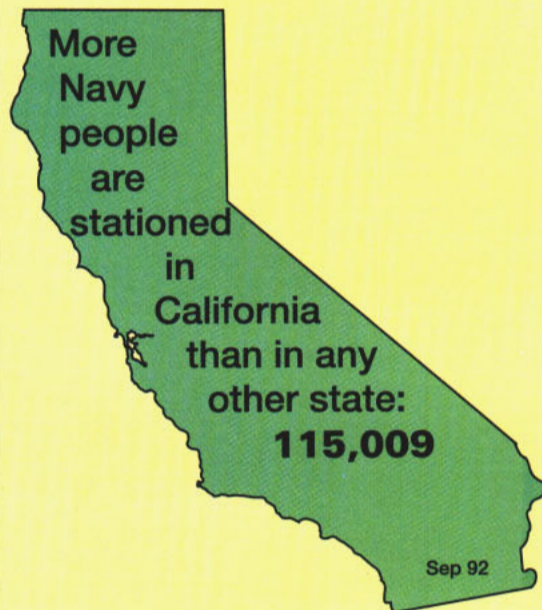 More
Navy
people
are
stationed
in
California
than in any
other state:
115,009
Sep 92